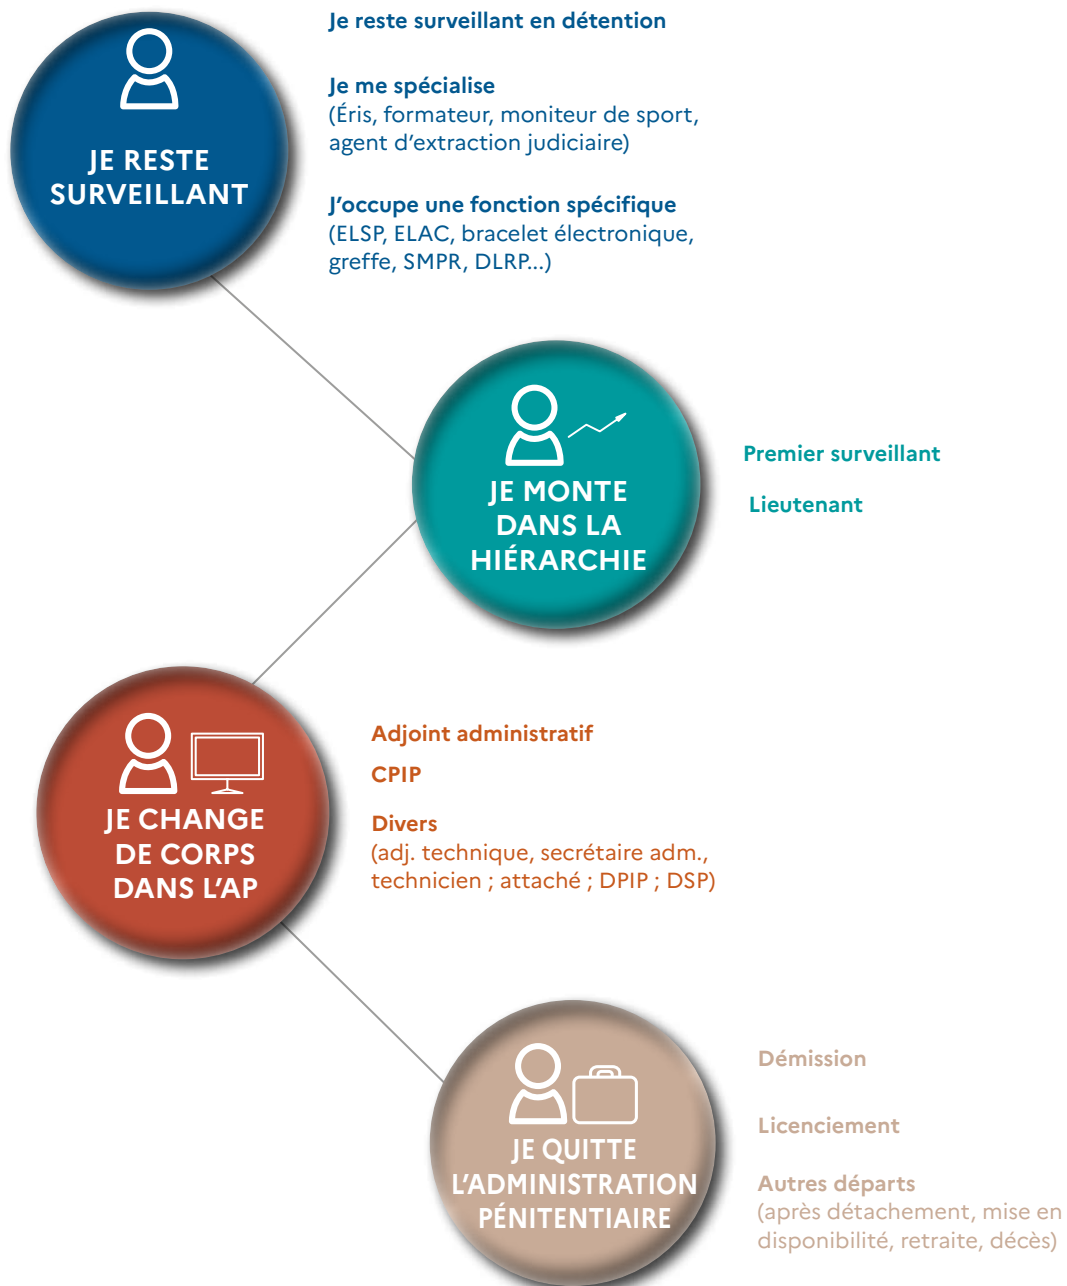 Je reste surveillant en détention
Je me spécialise
(Éris, formateur, moniteur de sport,
agent d’extraction judiciaire)
JE RESTE
SURVEILLANT
J’occupe une fonction spécifique
(ELSP, ELAC, bracelet électronique,
greffe, SMPR, DLRP...)
JE MONTE
DANS LA
HIÉRARCHIE
Premier surveillant
Lieutenant
JE CHANGE
DE CORPS
DANS L’AP
Adjoint administratif
CPIP
Divers
(adj. technique, secrétaire adm.,
technicien ; attaché ; DPIP ; DSP)
JE QUITTE
L’ADMINISTRATION
PÉNITENTIAIRE
Démission
Licenciement
Autres départs
(après détachement, mise en
disponibilité, retraite, décès)